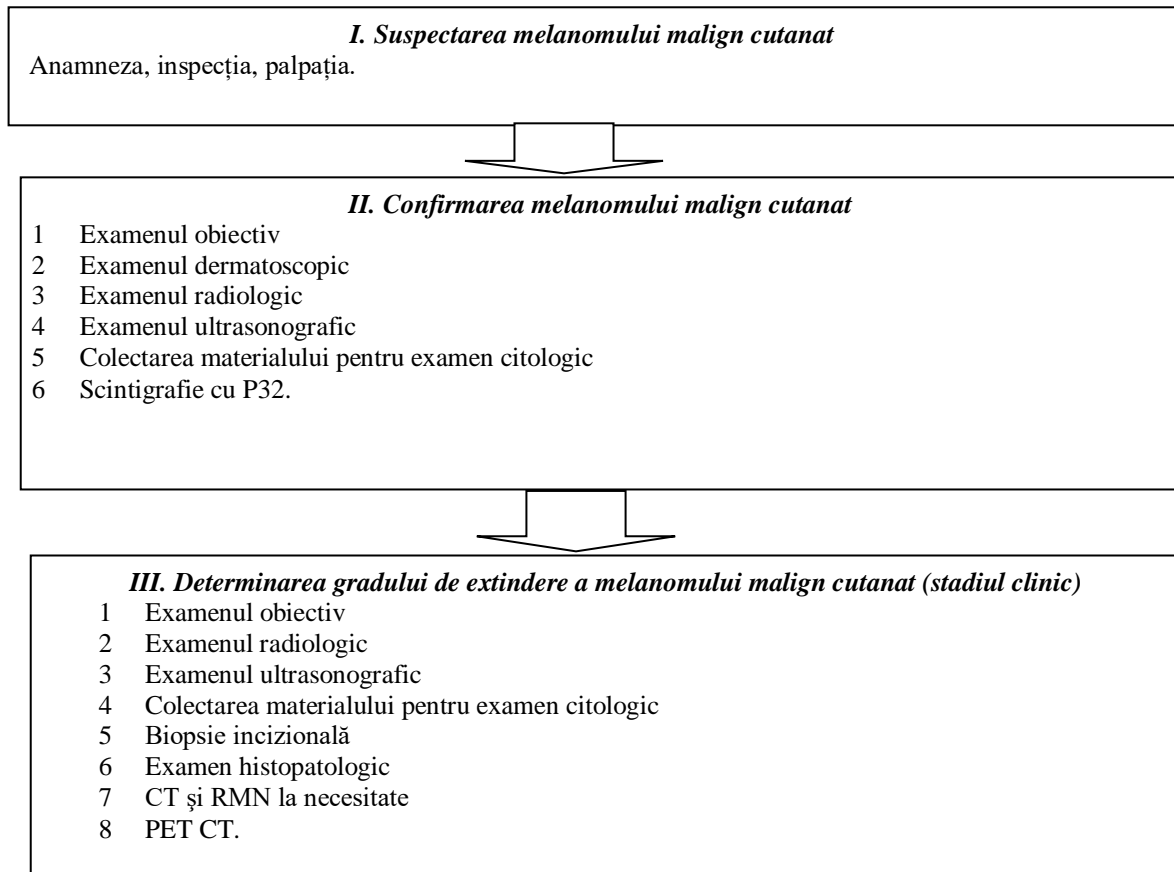 I. Suspectarea melanomului malign cutanat
Anamneza, inspecția, palpația.
II. Confirmarea melanomului malign cutanat
1 Examenul obiectiv
2 Examenul dermatoscopic
3 Examenul radiologic
4 Examenul ultrasonografic
5 Colectarea materialului pentru examen citologic
6 Scintigrafie cu P32.
III. Determinarea gradului de extindere a melanomului malign cutanat (stadiul clinic)
1 Examenul obiectiv
2 Examenul radiologic
3 Examenul ultrasonografic
4 Colectarea materialului pentru examen citologic
5 Biopsie incizională
6 Examen histopatologic
7 CT şi RMN la necesitate
8 PET CT.